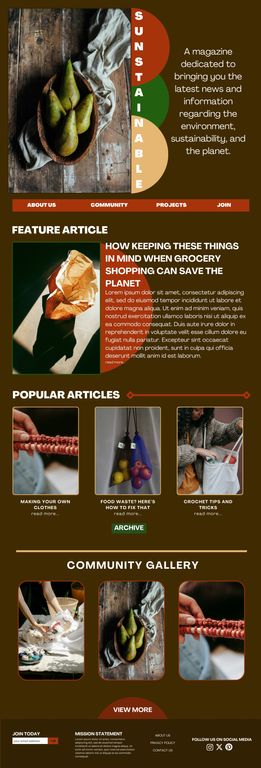 SUNSTAINABLE
A magazine
dedicated to
bringing you the
latest news and
information
regarding the
environment,
sustainability, and
the planet.
ABOUT US COMMUNITY PROJECTS JOIN
FEATURE ARTICLE
HOW KEEPING THESE THINGS
IN MIND WHEN GROCERY
SHOPPING CAN SAVE THE
PLANET
Lorem ipsum dolor sit amet, consectetur adipiscing
elit, sed do eiusmod tempor incididunt ut labore et
dolore magna aliqua. Ut enim ad minim veniam, quis
nostrud exercitation ullamco laboris nisi ut aliquip ex
ea commodo consequat. Duis aute irure dolor in
reprehenderit in voluptate velit esse cillum dolore eu
fugiat nulla pariatur. Excepteur sint occaecat
cupidatat non proident, sunt in culpa qui officia
deserunt mollit anim id est laborum.
read more...
POPULAR ARTICLES
MAKING YOUR OWN
CLOTHES
read more...
FOOD WASTE? HERE'S
HOW TO FIX THAT
read more...
CROCHET TIPS AND
TRICKS
read more...
ARCHIVE
COMMUNITY GALLERY
VIEW MORE
JOIN TODAY
MISSION STATEMENT
ABOUT US
PRIVACY POLICY
CONTACT US
FOLLOW US ON SOCIAL MEDIA